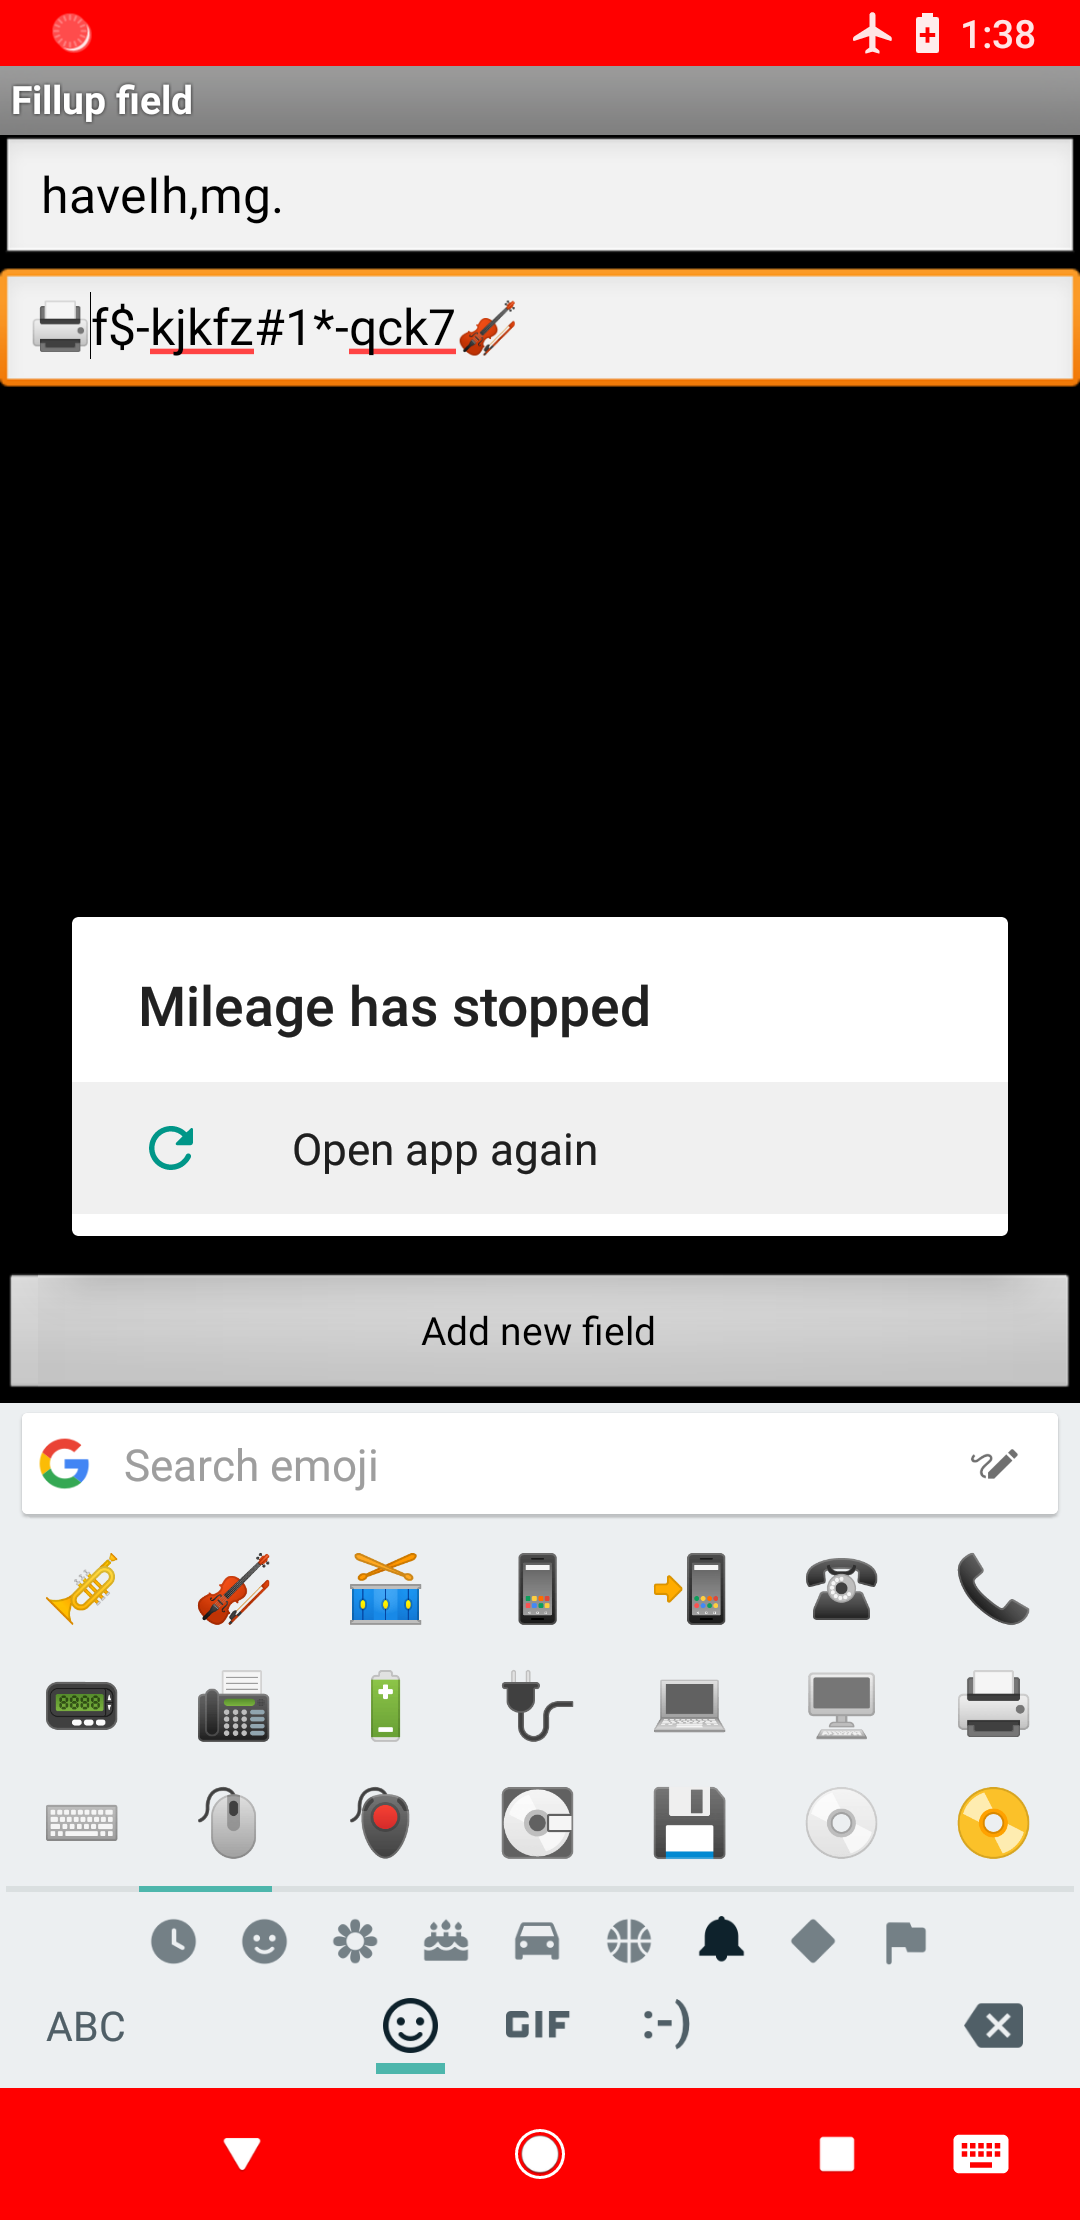 1:38
Fillup field
havelh,mg.
🖨f$-kjkfz#1*-qck7🎻
Mileage has stopped
Open app again
Add new field
Search emoji
ABC
GIF
:-)